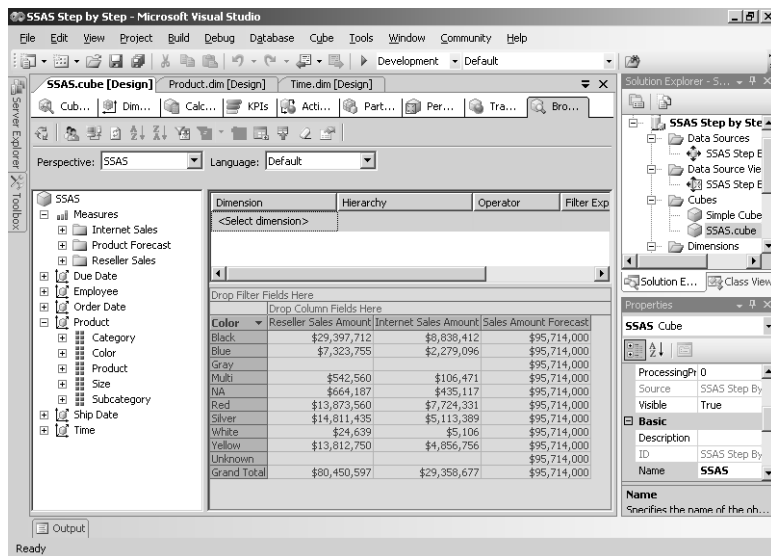 SSAS Step by Step - Microsoft Visual Studio
File Edit View Project Build Debug Database Cube Tools Window Community Help
Development Default
SSAS.cube [Design] Product.dim [Design] Time.dim [Design]
Cub... Dim... Calc... KPIs Acti... Part... Per... Tra... Bro...
Perspective: SSAS Language: Default
Server Explorer
Toolbox
SSAS
Measures
Internet Sales
Product Forecast
Reseller Sales
Due Date
Employee
Order Date
Product
Category
Color
Product
Size
Subcategory
Ship Date
Time
Dimension Hierarchy Operator Filter Exp
<Select dimension>
Drop Filter Fields Here
Drop Column Fields Here
Color Reseller Sales Amount Internet Sales Amount Sales Amount Forecast
Black $29,397,712 $8,838,412 $95,714,000
Blue $7,323,755 $2,279,096 $95,714,000
Gray $95,714,000
Multi $542,560 $106,471 $95,714,000
NA $664,187 $435,117 $95,714,000
Red $13,873,560 $7,724,331 $95,714,000
Silver $14,811,435 $5,113,389 $95,714,000
White $24,639 $5,106 $95,714,000
Yellow $13,812,750 $4,856,756 $95,714,000
Unknown $95,714,000
Grand Total $80,450,597 $29,358,677 $95,714,000
Solution Explorer - S...
SSAS Step by Ste
Data Sources
SSAS Step E
Data Source Vie
SSAS Step E
Cubes
Simple Cube
SSAS.cube
Dimensions
Solution E... Class View
Properties
SSAS Cube
ProcessingPr 0
Source SSAS Step By
Visible True
Basic
Description
ID SSAS Step By
Name SSAS
Name
Specifies the name of the ob...
Output
Ready